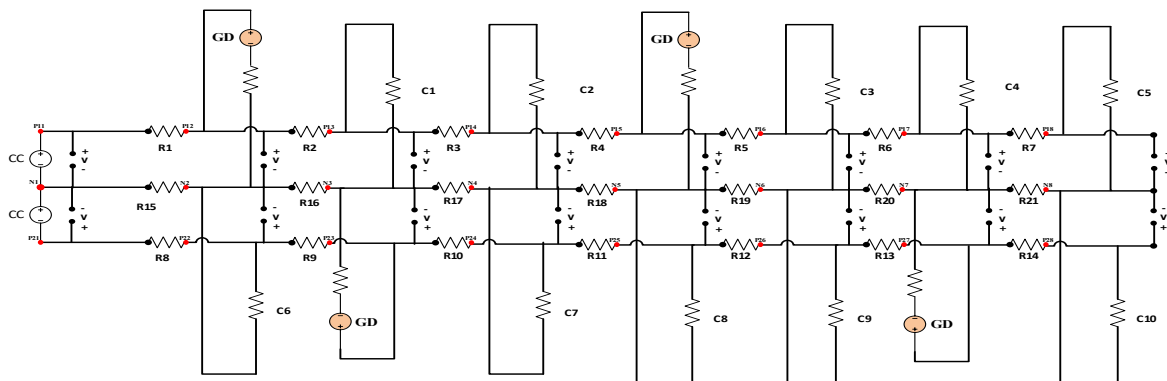 GD
GD
C1
C2
C3
C4
C5
P11
P12
P13
P14
P15
P16
P17
P18
R1
R2
R3
R4
R5
R6
R7
CC
+ V -
+ V -
+ V -
+ V -
+ V -
+ V -
N1
N2
N3
N4
N5
N6
N7
N8
R15
R16
R17
R18
R19
R20
R21
CC
- V +
- V +
- V +
- V +
- V +
- V +
- V +
P21
P22
P23
P24
P25
P26
P27
P28
R8
R9
R10
R11
R12
R13
R14
C6
GD
C7
C8
C9
GD
C10